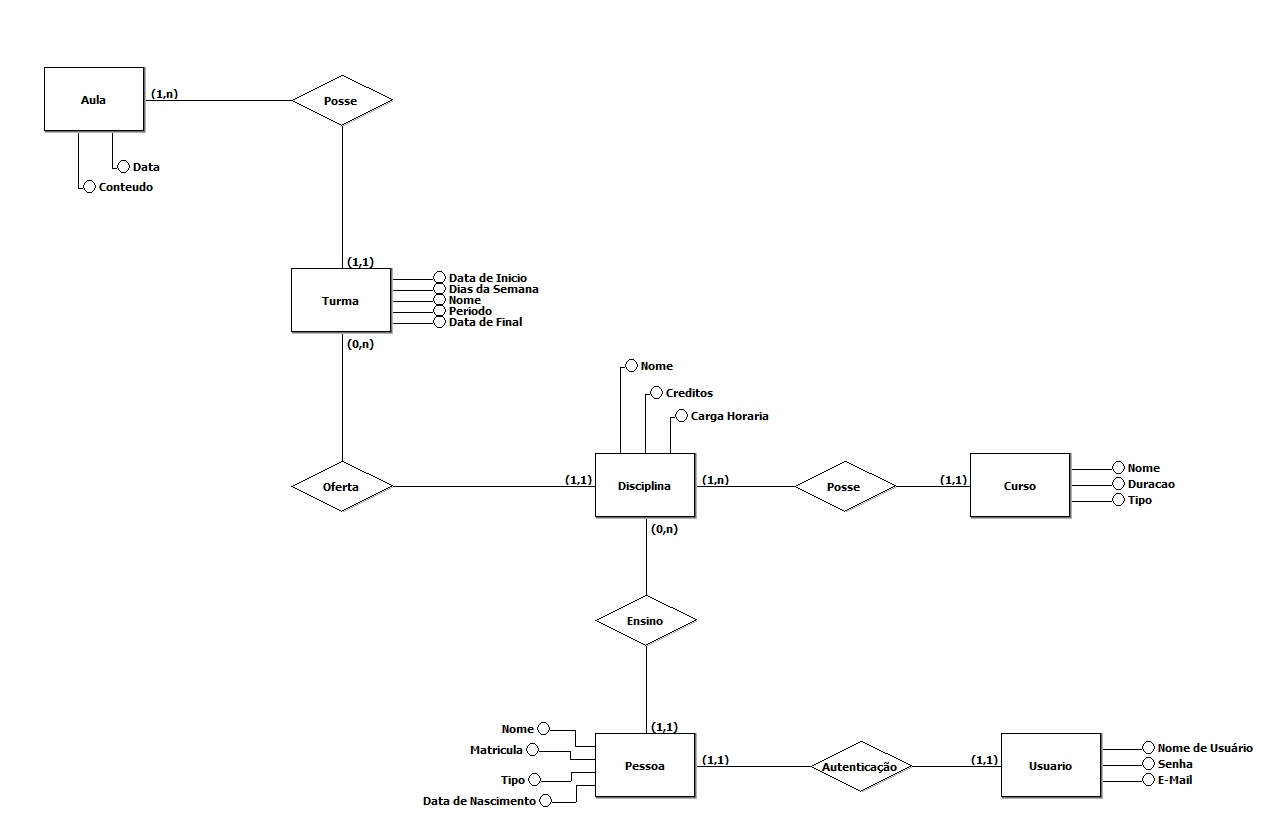 Aula
(1,n)
Posse
Data
Conteudo
(1,1)
Turma
Data de Inicio
Dias da Semana
Nome
Periodo
Data de Final
(0,n)
Nome
Creditos
Carga Horaria
Oferta
(1,1)
Disciplina
(1,n)
Posse
(1,1)
Curso
Nome
Duracao
Tipo
(0,n)
Ensino
(1,1)
Nome
Matricula
Tipo
Data de Nascimento
Pessoa
(1,1)
Autenticação
(1,1)
Usuario
Nome de Usuário
Senha
E-Mail